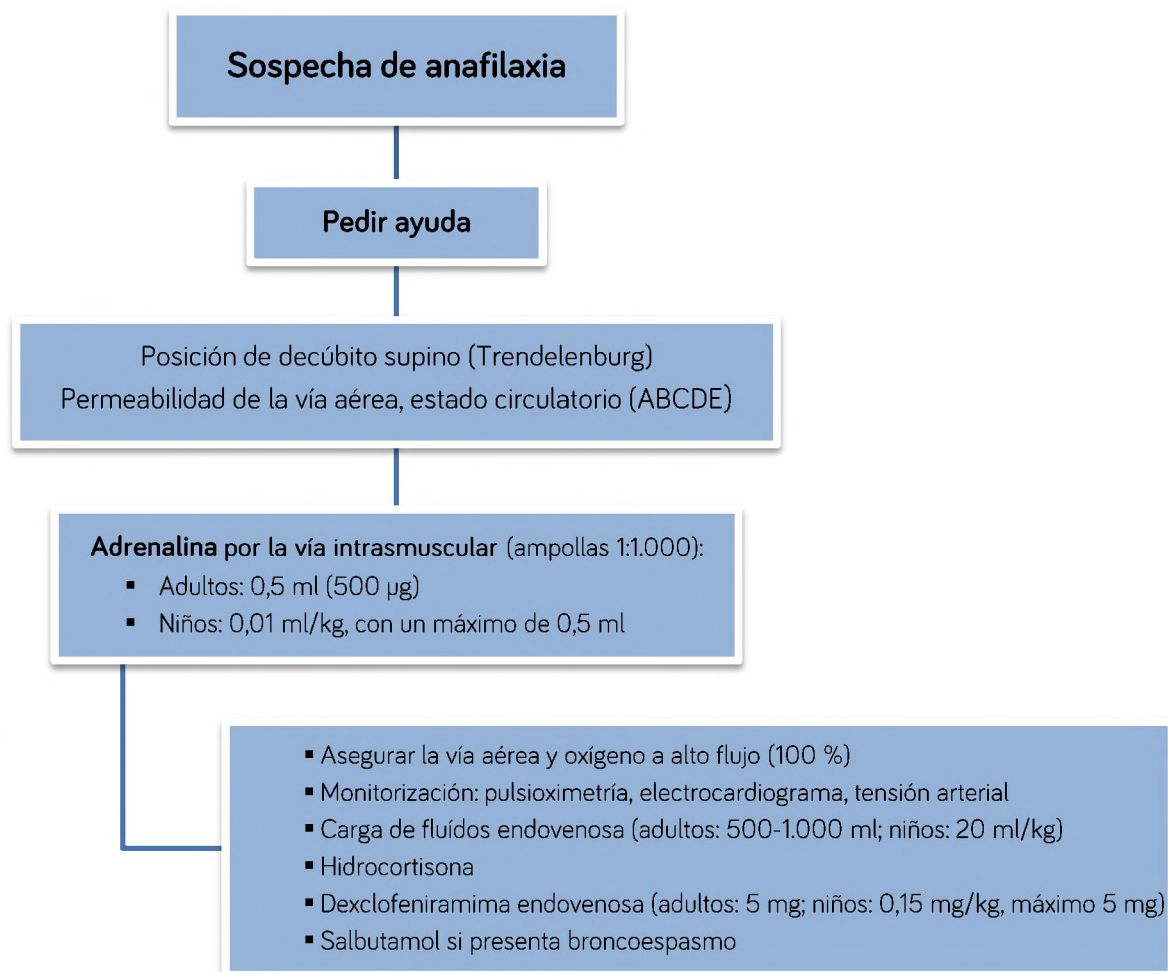 Sospecha de anafilaxia
Pedir ayuda
Posición de decúbito supino (Trendelenburg)
Permeabilidad de la vía aérea, estado circulatorio (ABCDE)
Adrenalina por la vía intrasmuscular (ampollas 1:1.000):
▪ Adultos: 0,5 ml (500 µg)
▪ Niños: 0,01 ml/kg, con un máximo de 0,5 ml
▪ Asegurar la vía aérea y oxígeno a alto flujo (100 %)
▪ Monitorización: pulsioximetría, electrocardiograma, tensión arterial
▪ Carga de fluídos endovenosa (adultos: 500-1.000 ml; niños: 20 ml/kg)
▪ Hidrocortisona
▪ Dexclofeniramima endovenosa (adultos: 5 mg; niños: 0,15 mg/kg, máximo 5 mg)
▪ Salbutamol si presenta broncoespasmo